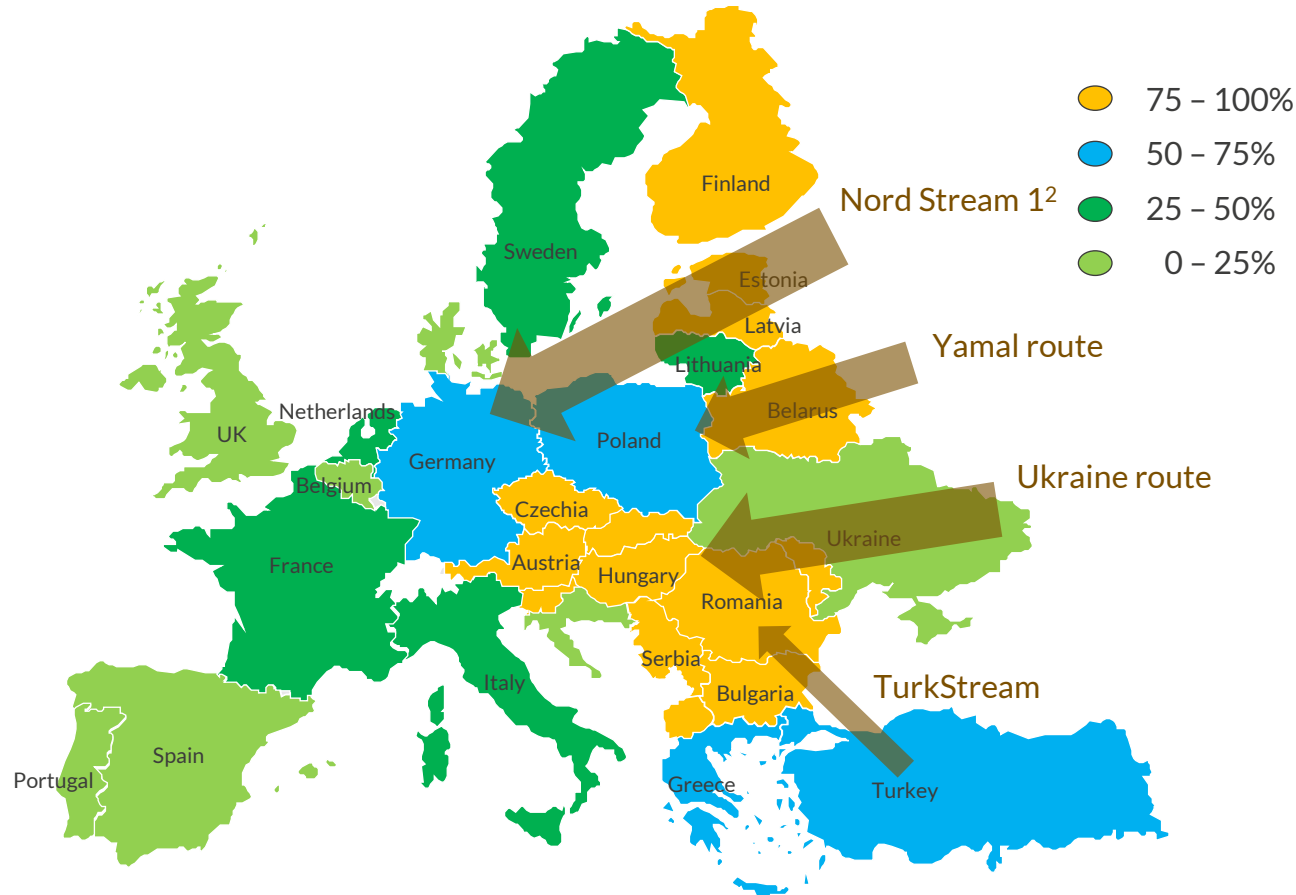 75 – 100%
50 – 75%
25 – 50%
0 – 25%
Finland
Nord Stream 1²
Sweden
Estonia
Latvia
Yamal route
Lithuania
Belarus
Netherlands
UK
Poland
Germany
Belgium
Ukraine route
Czechia
Ukraine
France
Austria
Hungary
Romania
Serbia
Italy
Bulgaria
TurkStream
Spain
Portugal
Greece
Turkey